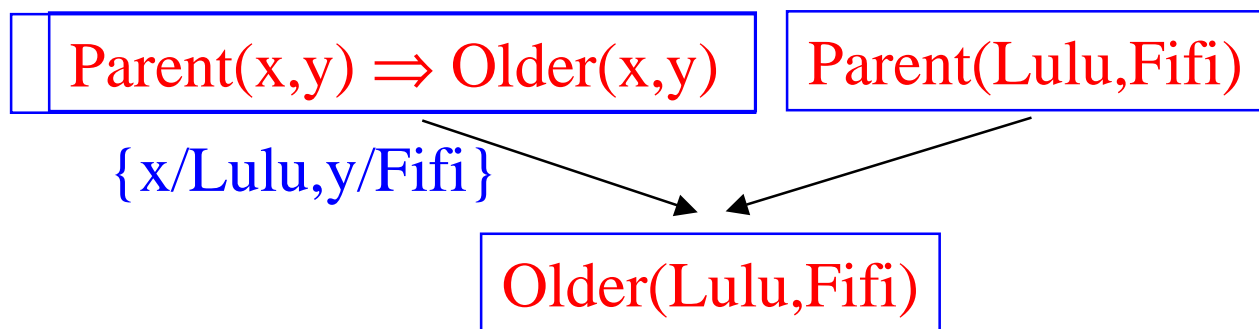 Parent(x,y) ⇒ Older(x,y)
Parent(Lulu,Fifi)
{x/Lulu,y/Fifi}
Older(Lulu,Fifi)